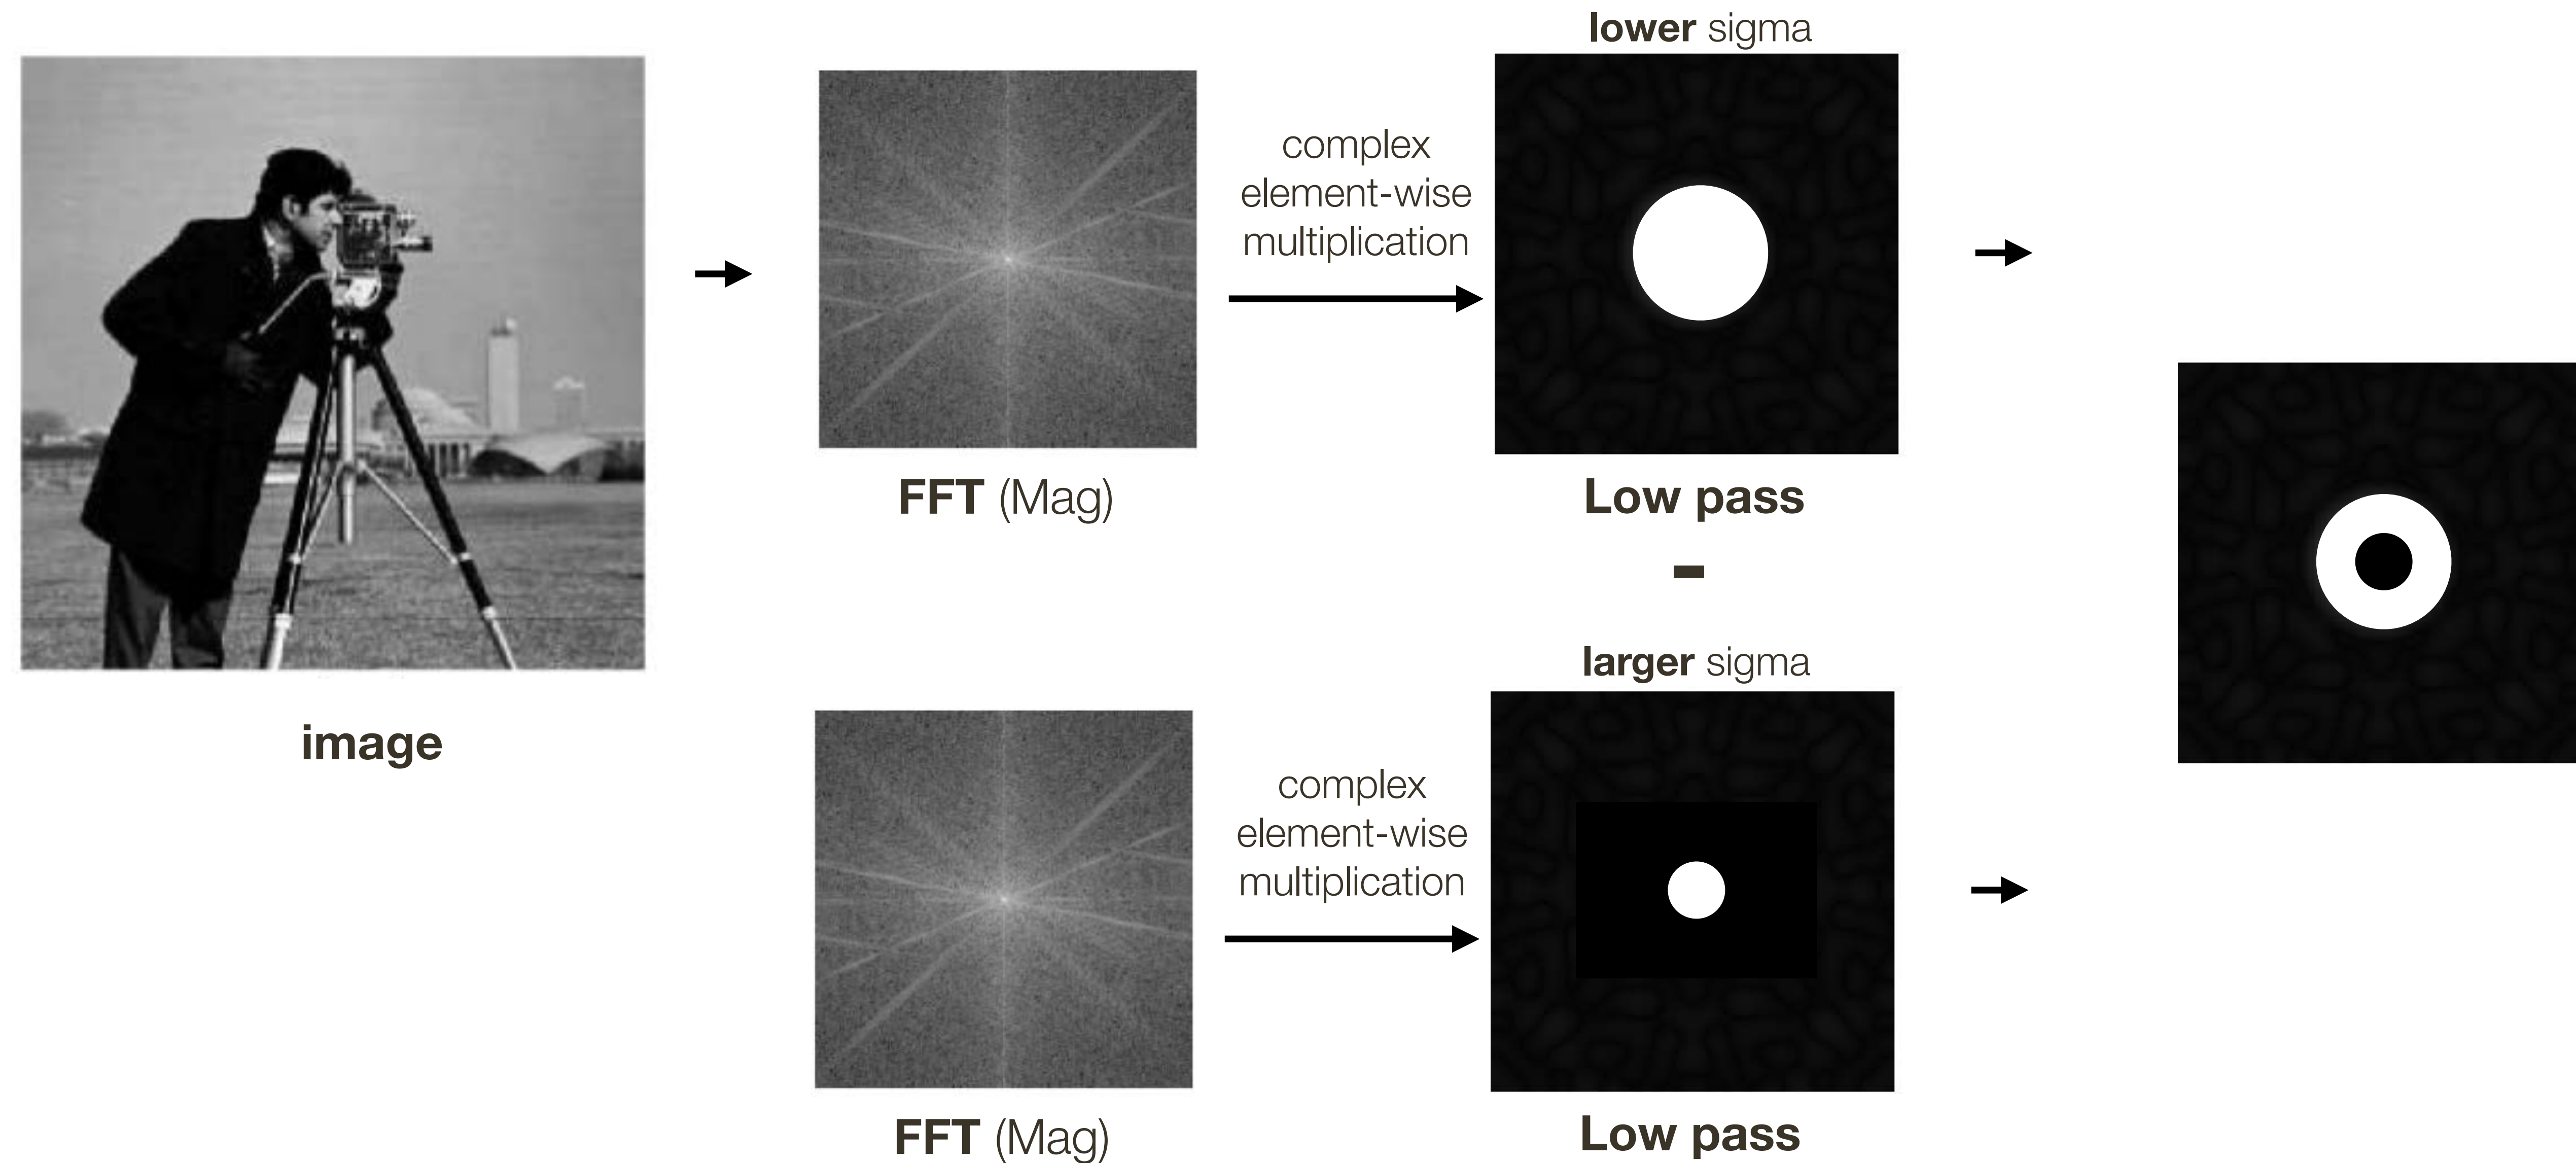 lower sigma
complex
element-wise
multiplication
FFT (Mag)
Low pass
-
larger sigma
image
complex
element-wise
multiplication
FFT (Mag)
Low pass